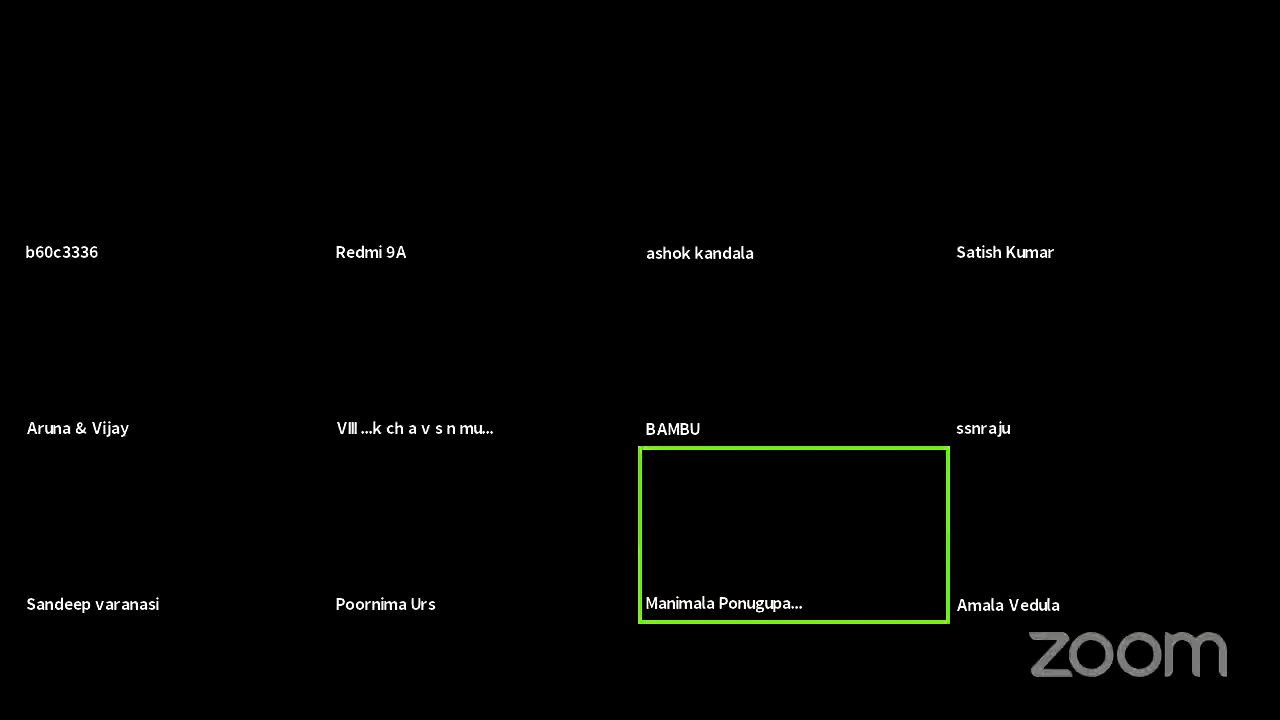 b60c3336
Redmi 9A
ashok kandala
Satish Kumar
Aruna & Vijay
VIII ...k ch a v s n mu...
BAMBU
ssnraju
Sandeep varanasi
Poornima Urs
Manimala Ponugupa...
Amala Vedula
zoom